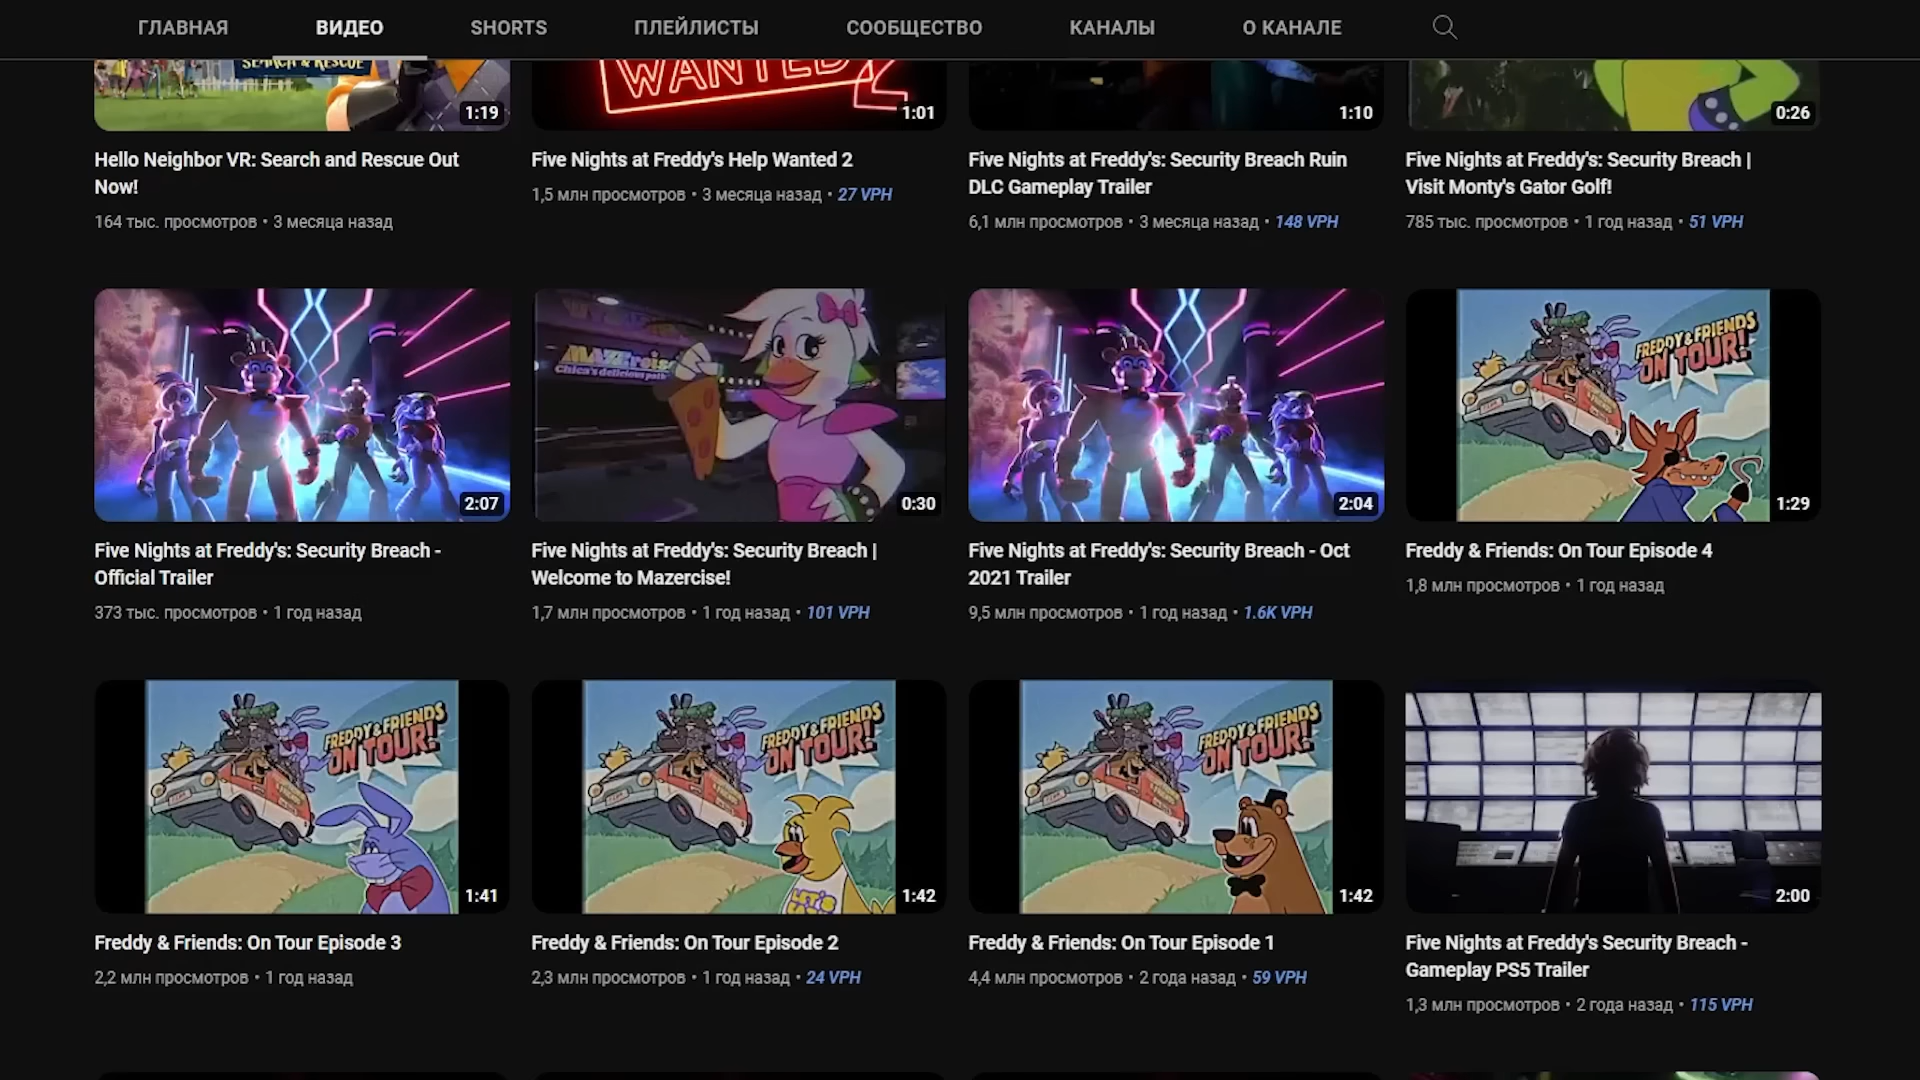 ГЛАВНАЯ ВИДЕО SHORTS ПЛЕЙЛИСТЫ СООБЩЕСТВО КАНАЛЫ О КАНАЛЕ
SEARCH & RESCUE
1:19
WANTED 2
1:01
1:10
0:26
Hello Neighbor VR: Search and Rescue Out
Now!
164 тыс. просмотров • 3 месяца назад
Five Nights at Freddy's Help Wanted 2
1,5 млн просмотров • 3 месяца назад • 27 VPH
Five Nights at Freddy's: Security Breach Ruin
DLC Gameplay Trailer
6,1 млн просмотров • 3 месяца назад • 148 VPH
Five Nights at Freddy's: Security Breach |
Visit Monty's Gator Golf!
785 тыс. просмотров • 1 год назад • 51 VPH
2:07
MAZErcise
Chica's delicious path
0:30
2:04
FREDDY & FRIENDS
ON TOUR!
1:29
Five Nights at Freddy's: Security Breach -
Official Trailer
373 тыс. просмотров • 1 год назад
Five Nights at Freddy's: Security Breach |
Welcome to Mazercise!
1,7 млн просмотров • 1 год назад • 101 VPH
Five Nights at Freddy's: Security Breach - Oct
2021 Trailer
9,5 млн просмотров • 1 год назад • 1.6K VPH
Freddy & Friends: On Tour Episode 4
1,8 млн просмотров • 1 год назад
FREDDY & FRIENDS
ON TOUR!
1:41
FREDDY & FRIENDS
ON TOUR!
LET'S
1:42
FREDDY & FRIENDS
ON TOUR!
1:42
2:00
Freddy & Friends: On Tour Episode 3
2,2 млн просмотров • 1 год назад
Freddy & Friends: On Tour Episode 2
2,3 млн просмотров • 1 год назад • 24 VPH
Freddy & Friends: On Tour Episode 1
4,4 млн просмотров • 2 года назад • 59 VPH
Five Nights at Freddy's Security Breach -
Gameplay PS5 Trailer
1,3 млн просмотров • 2 года назад • 115 VPH